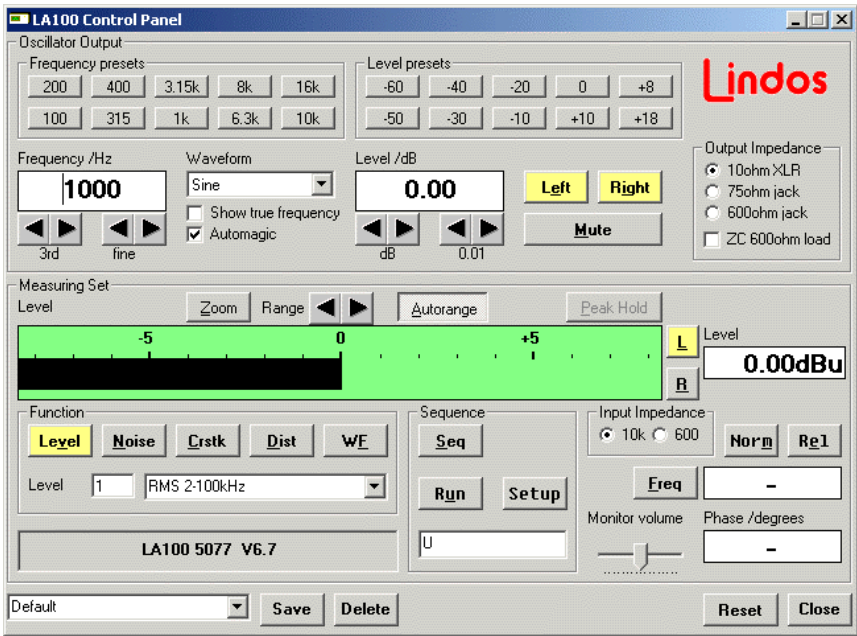 LA100 Control Panel
Oscillator Output
Frequency presets
200 400 3.15k 8k 16k
100 315 1k 6.3k 10k
Level presets
-60 -40 -20 0 +8
-50 -30 -10 +10 +18
Lindos
Frequency /Hz
1000
3rd fine
Waveform
Sine
Show true frequency
Automagic
Level /dB
0.00
dB 0.01
Left Right
Mute
Output Impedance
10ohm XLR
75ohm jack
600ohm jack
ZC 600ohm load
Measuring Set
Level Zoom Range Autorange Peak Hold
-5 0 +5
L
R
Level
0.00dBu
Function
Level Noise Crstk Dist WF
Level 1 RMS 2-100kHz
LA100 5077 V6.7
Sequence
Seq
Run Setup
U
Input Impedance
10k 600
Norm Rel
Freq -
Monitor volume
Phase /degrees
-
Default Save Delete Reset Close